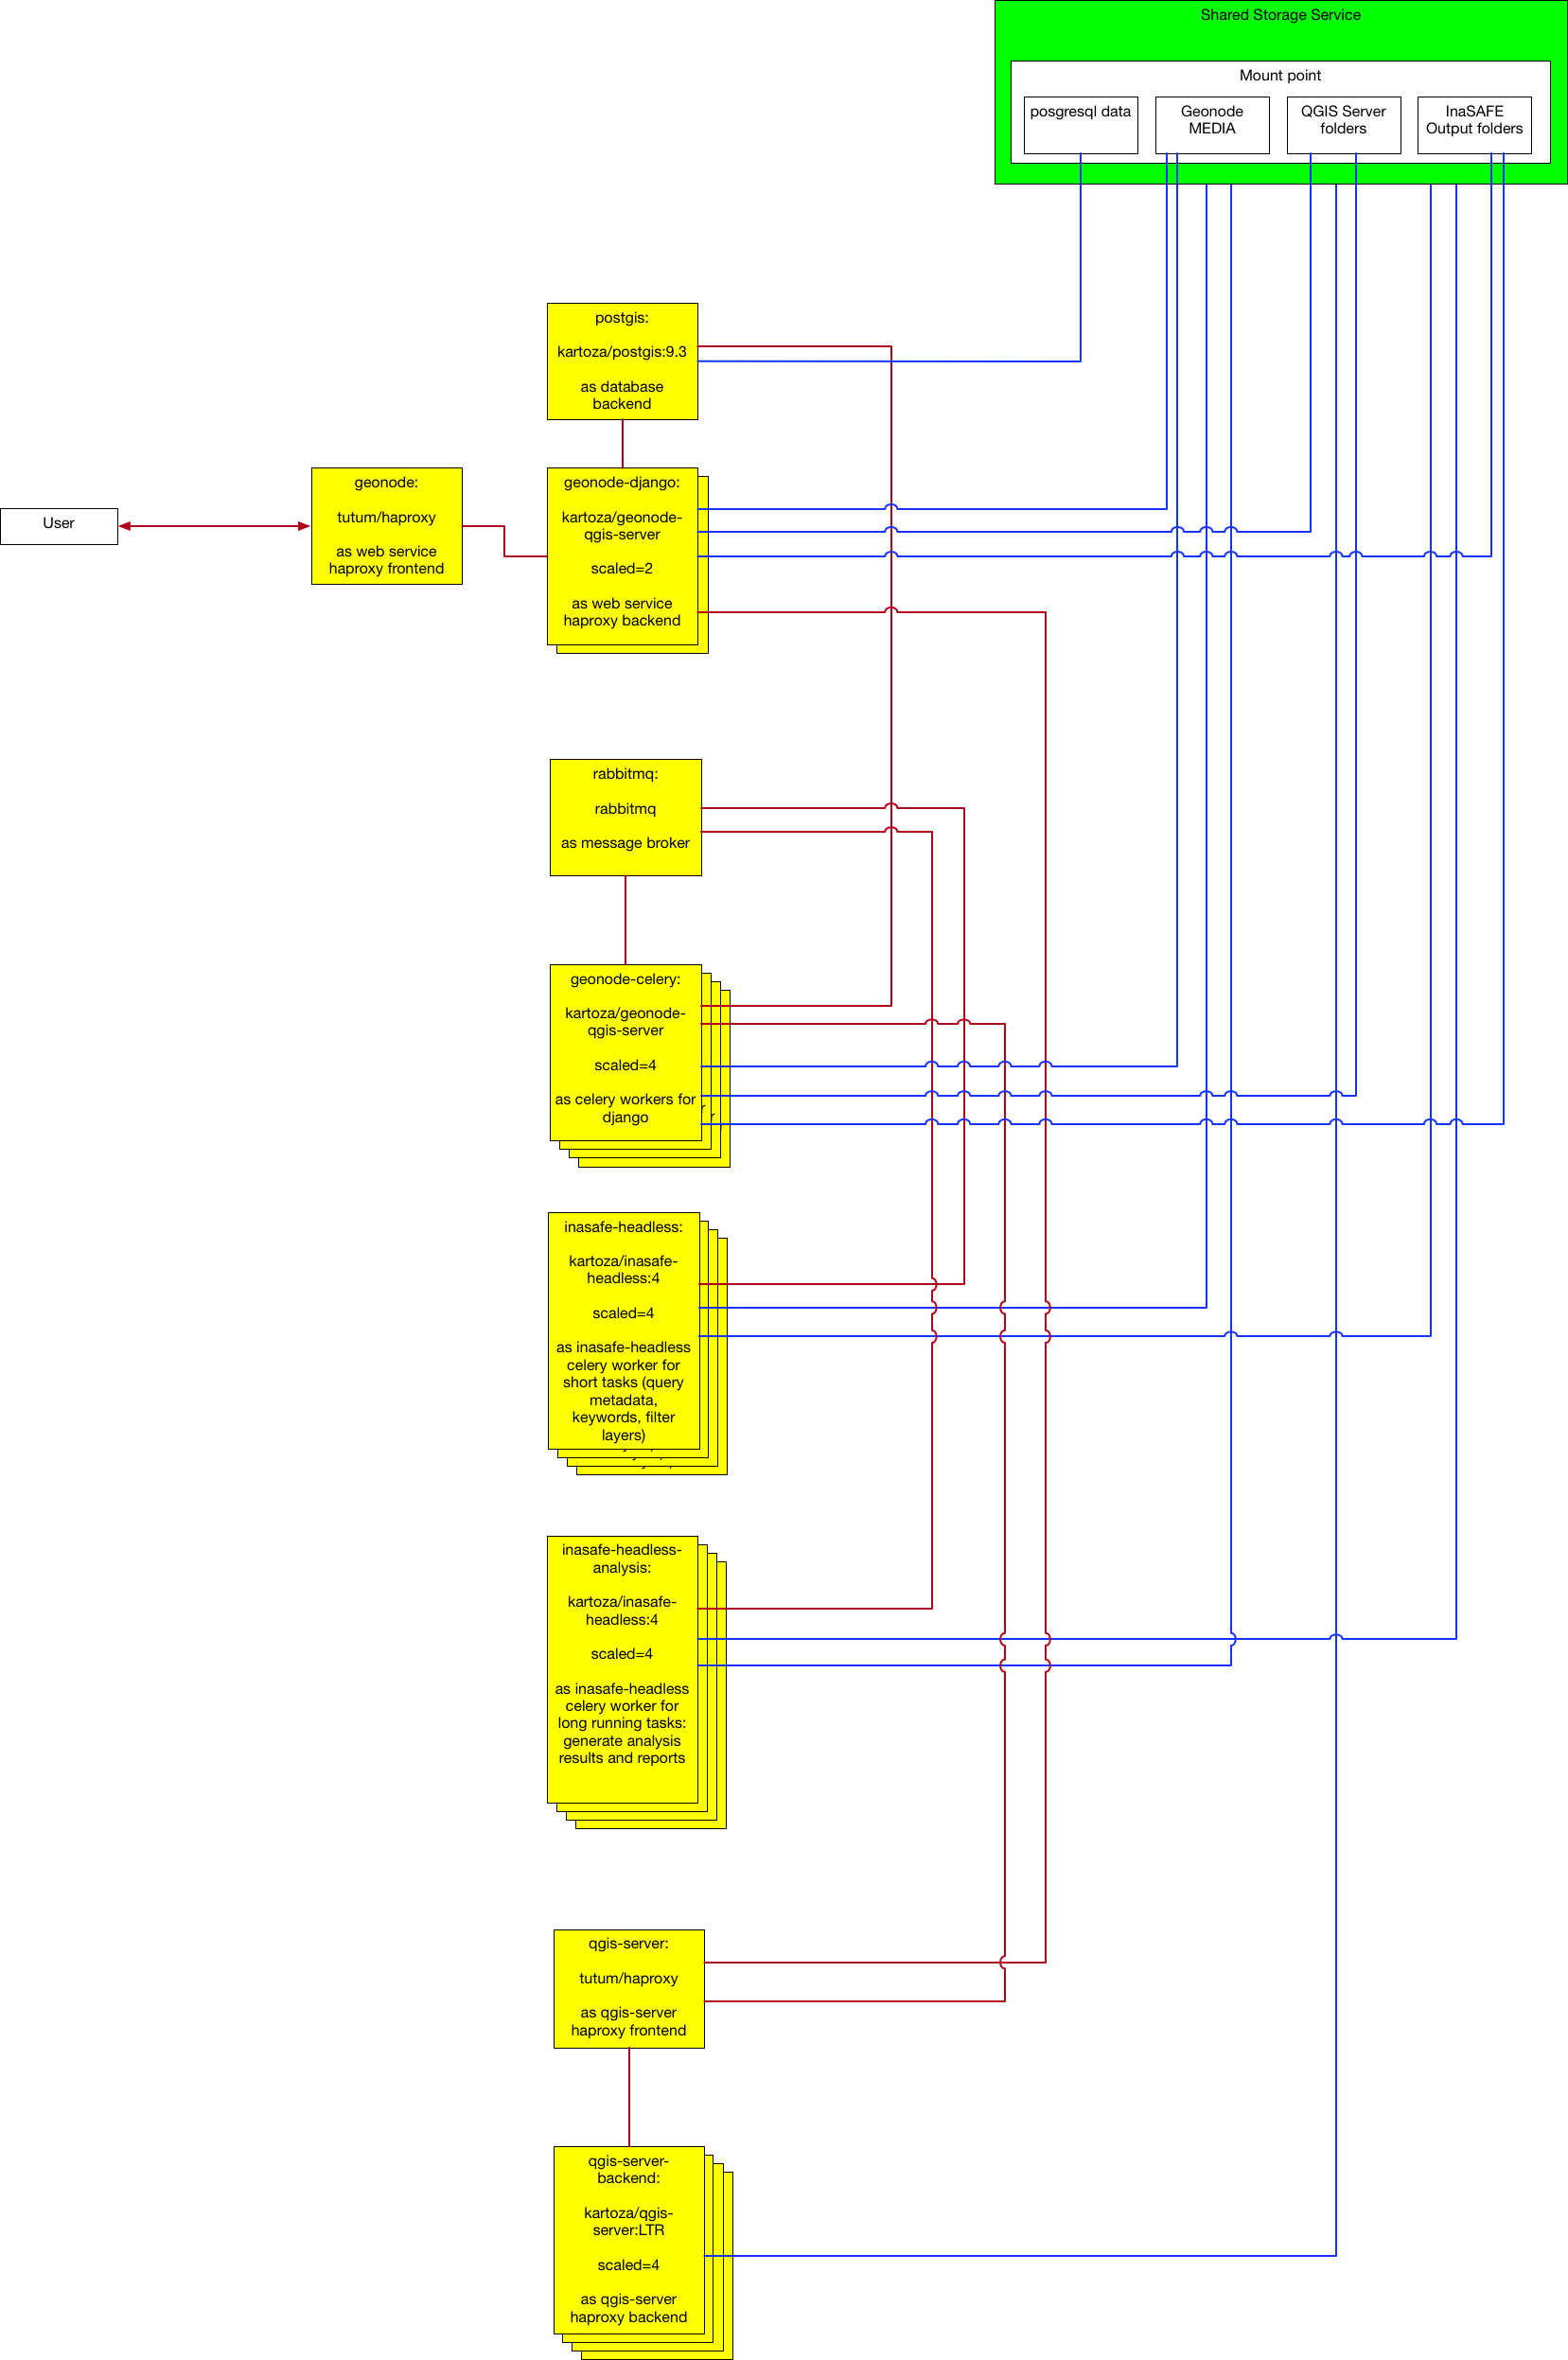 Shared Storage Service
Mount point
posgresql data
Geonode
MEDIA
QGIS Server
folders
InaSAFE
Output folders
postgis:
kartoza/postgis:9.3
as database
backend
User
geonode:
tutum/haproxy
as web service
haproxy frontend
geonode-django:
kartoza/geonode-
qgis-server
scaled=2
as web service
haproxy backend
rabbitmq:
rabbitmq
as message broker
geonode-celery:
kartoza/geonode-
qgis-server
scaled=4
as celery workers for
django
inasafe-headless:
kartoza/inasafe-
headless:4
scaled=4
as inasafe-headless
celery worker for
short tasks (query
metadata,
keywords, filter
layers)
inasafe-headless-
analysis:
kartoza/inasafe-
headless:4
scaled=4
as inasafe-headless
celery worker for
long running tasks:
generate analysis
results and reports
qgis-server:
tutum/haproxy
as qgis-server
haproxy frontend
qgis-server-
backend:
kartoza/qgis-
server:LTR
scaled=4
as qgis-server
haproxy backend